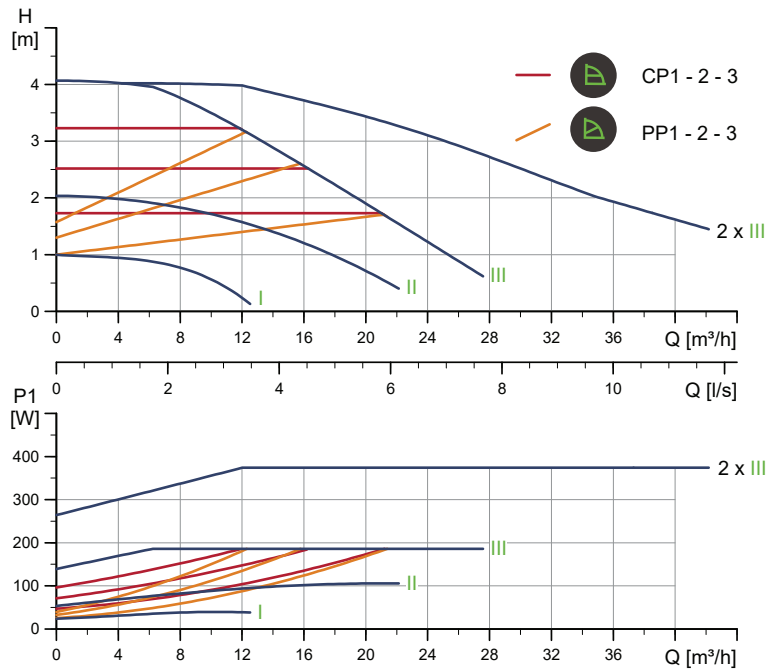 H
[m]
4
3
2
1
0
CP1 - 2 - 3
PP1 - 2 - 3
2 x III
III
II
I
0 4 8 12 16 20 24 28 32 36 Q [m³/h]
0 2 4 6 8 10 Q [l/s]
P1
[W]
400
300
200
100
0
2 x III
III
II
I
0 4 8 12 16 20 24 28 32 36 Q [m³/h]